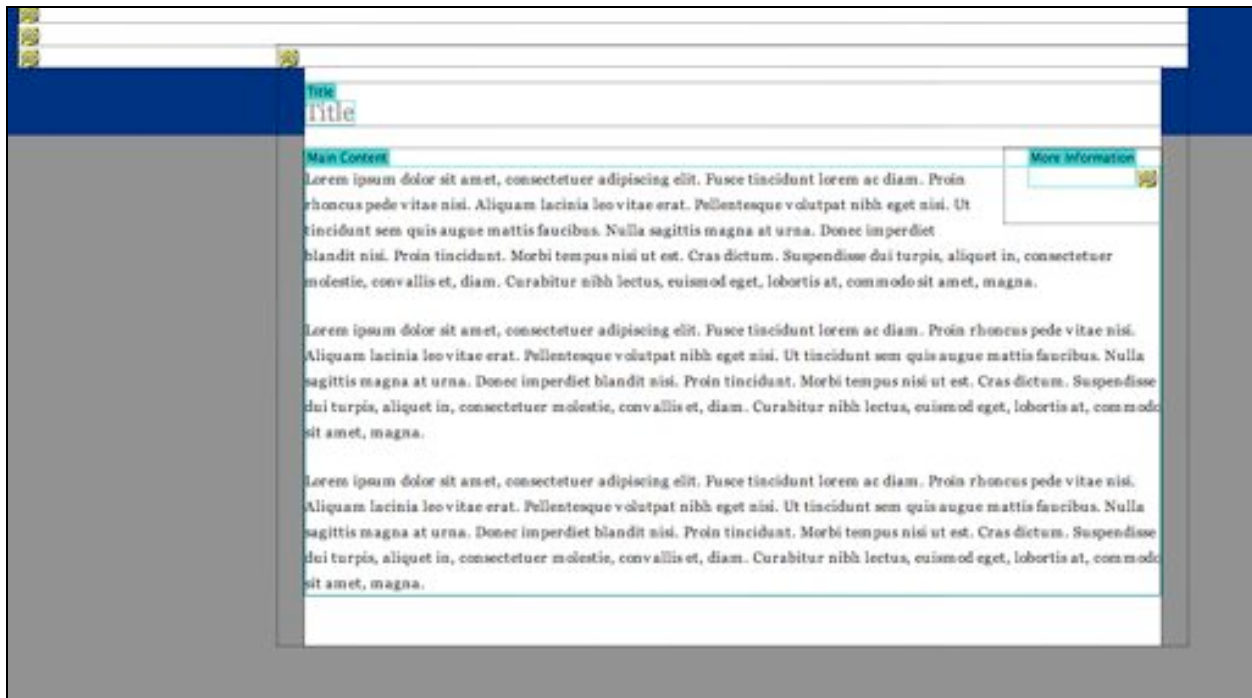 Title
Title
Main Content
More Information
Lorem ipsum dolor sit amet, consectetuer adipiscing elit. Fusce tincidunt lorem ac diam. Proin
rhoncus pede vitae nisi. Aliquam lacinia leo vitae erat. Pellentesque volutpat nibh eget nisi. Ut
tincidunt sem quis augue mattis faucibus. Nulla sagittis magna at urna. Donec imperdiet
blandit nisi. Proin tincidunt. Morbi tempus nisi ut est. Cras dictum. Suspendisse dui turpis, aliquet in, consectetuer
molestie, convallis et, diam. Curabitur nibh lectus, euismod eget, lobortis at, commodo sit amet, magna.
Lorem ipsum dolor sit amet, consectetuer adipiscing elit. Fusce tincidunt lorem ac diam. Proin rhoncus pede vitae nisi.
Aliquam lacinia leo vitae erat. Pellentesque volutpat nibh eget nisi. Ut tincidunt sem quis augue mattis faucibus. Nulla
sagittis magna at urna. Donec imperdiet blandit nisi. Proin tincidunt. Morbi tempus nisi ut est. Cras dictum. Suspendisse
dui turpis, aliquet in, consectetuer molestie, convallis et, diam. Curabitur nibh lectus, euismod eget, lobortis at, commodo
sit amet, magna.
Lorem ipsum dolor sit amet, consectetuer adipiscing elit. Fusce tincidunt lorem ac diam. Proin rhoncus pede vitae nisi.
Aliquam lacinia leo vitae erat. Pellentesque volutpat nibh eget nisi. Ut tincidunt sem quis augue mattis faucibus. Nulla
sagittis magna at urna. Donec imperdiet blandit nisi. Proin tincidunt. Morbi tempus nisi ut est. Cras dictum. Suspendisse
dui turpis, aliquet in, consectetuer molestie, convallis et, diam. Curabitur nibh lectus, euismod eget, lobortis at, commodo
sit amet, magna.